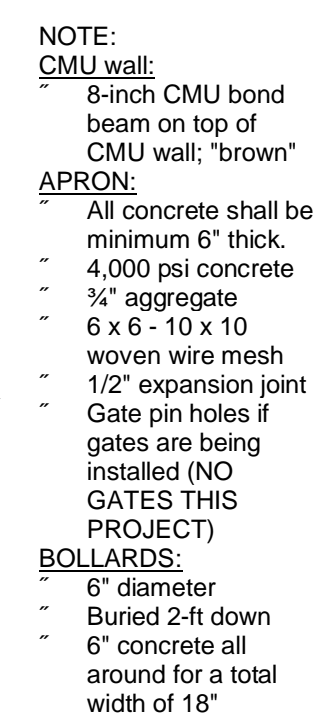 NOTE:
CMU wall:
˝ 8-inch CMU bond
beam on top of
CMU wall; "brown"
APRON:
˝ All concrete shall be
minimum 6" thick.
˝ 4,000 psi concrete
˝ ¾" aggregate
˝ 6 x 6 - 10 x 10
woven wire mesh
˝ 1/2" expansion joint
˝ Gate pin holes if
gates are being
installed (NO
GATES THIS
PROJECT)
BOLLARDS:
˝ 6" diameter
˝ Buried 2-ft down
˝ 6" concrete all
around for a total
width of 18"